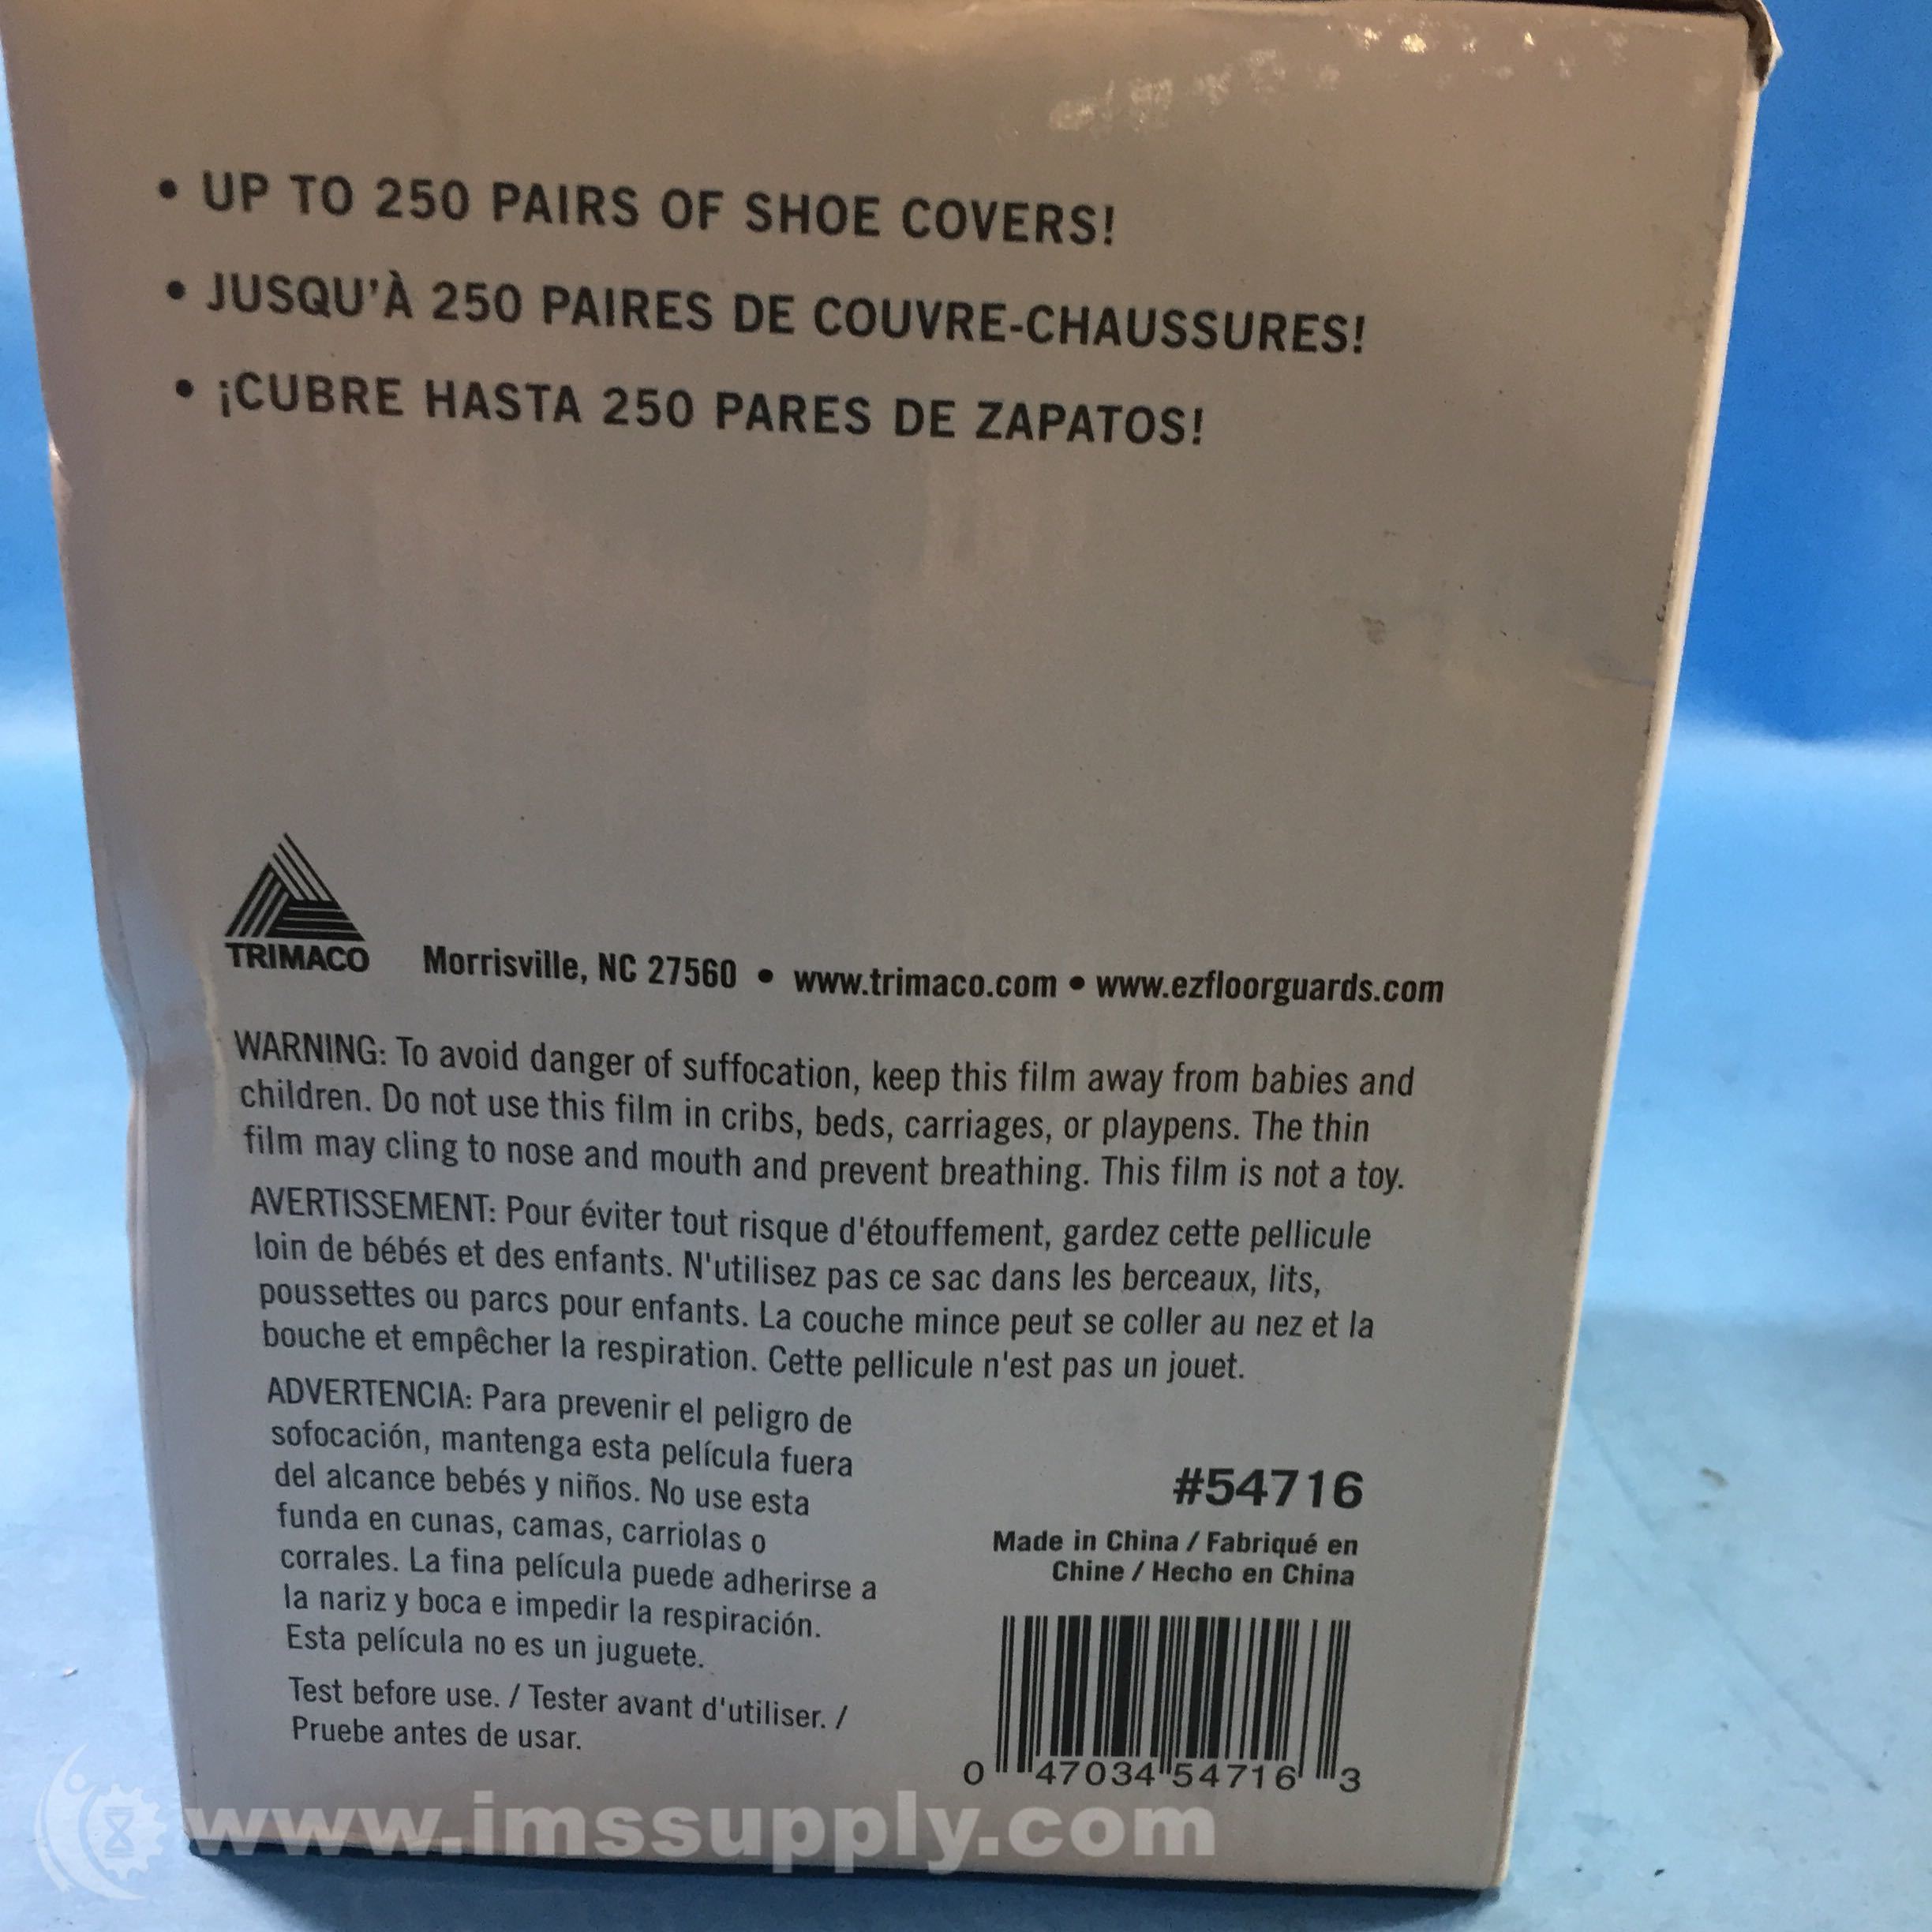 • UP TO 250 PAIRS OF SHOE COVERS!
• JUSQU'À 250 PAIRES DE COUVRE-CHAUSSURES!
• ¡CUBRE HASTA 250 PARES DE ZAPATOS!
TRIMACO
Morrisville, NC 27560 • www.trimaco.com • www.ezfloorguards.com
WARNING: To avoid danger of suffocation, keep this film away from babies and
children. Do not use this film in cribs, beds, carriages, or playpens. The thin
film may cling to nose and mouth and prevent breathing. This film is not a toy.
AVERTISSEMENT: Pour éviter tout risque d'étouffement, gardez cette pellicule
loin de bébés et des enfants. N'utilisez pas ce sac dans les berceaux, lits,
poussettes ou parcs pour enfants. La couche mince peut se coller au nez et la
bouche et empêcher la respiration. Cette pellicule n'est pas un jouet.
ADVERTENCIA: Para prevenir el peligro de
sofocación, mantenga esta película fuera
del alcance bebés y niños. No use esta
funda en cunas, camas, carriolas o
corrales. La fina película puede adherirse a
la nariz y boca e impedir la respiración.
Esta película no es un juguete.
Test before use. / Tester avant d'utiliser. /
Pruebe antes de usar.
#54716
Made in China / Fabriqué en
Chine / Hecho en China
0 47034 54716 3
www.imssupply.com